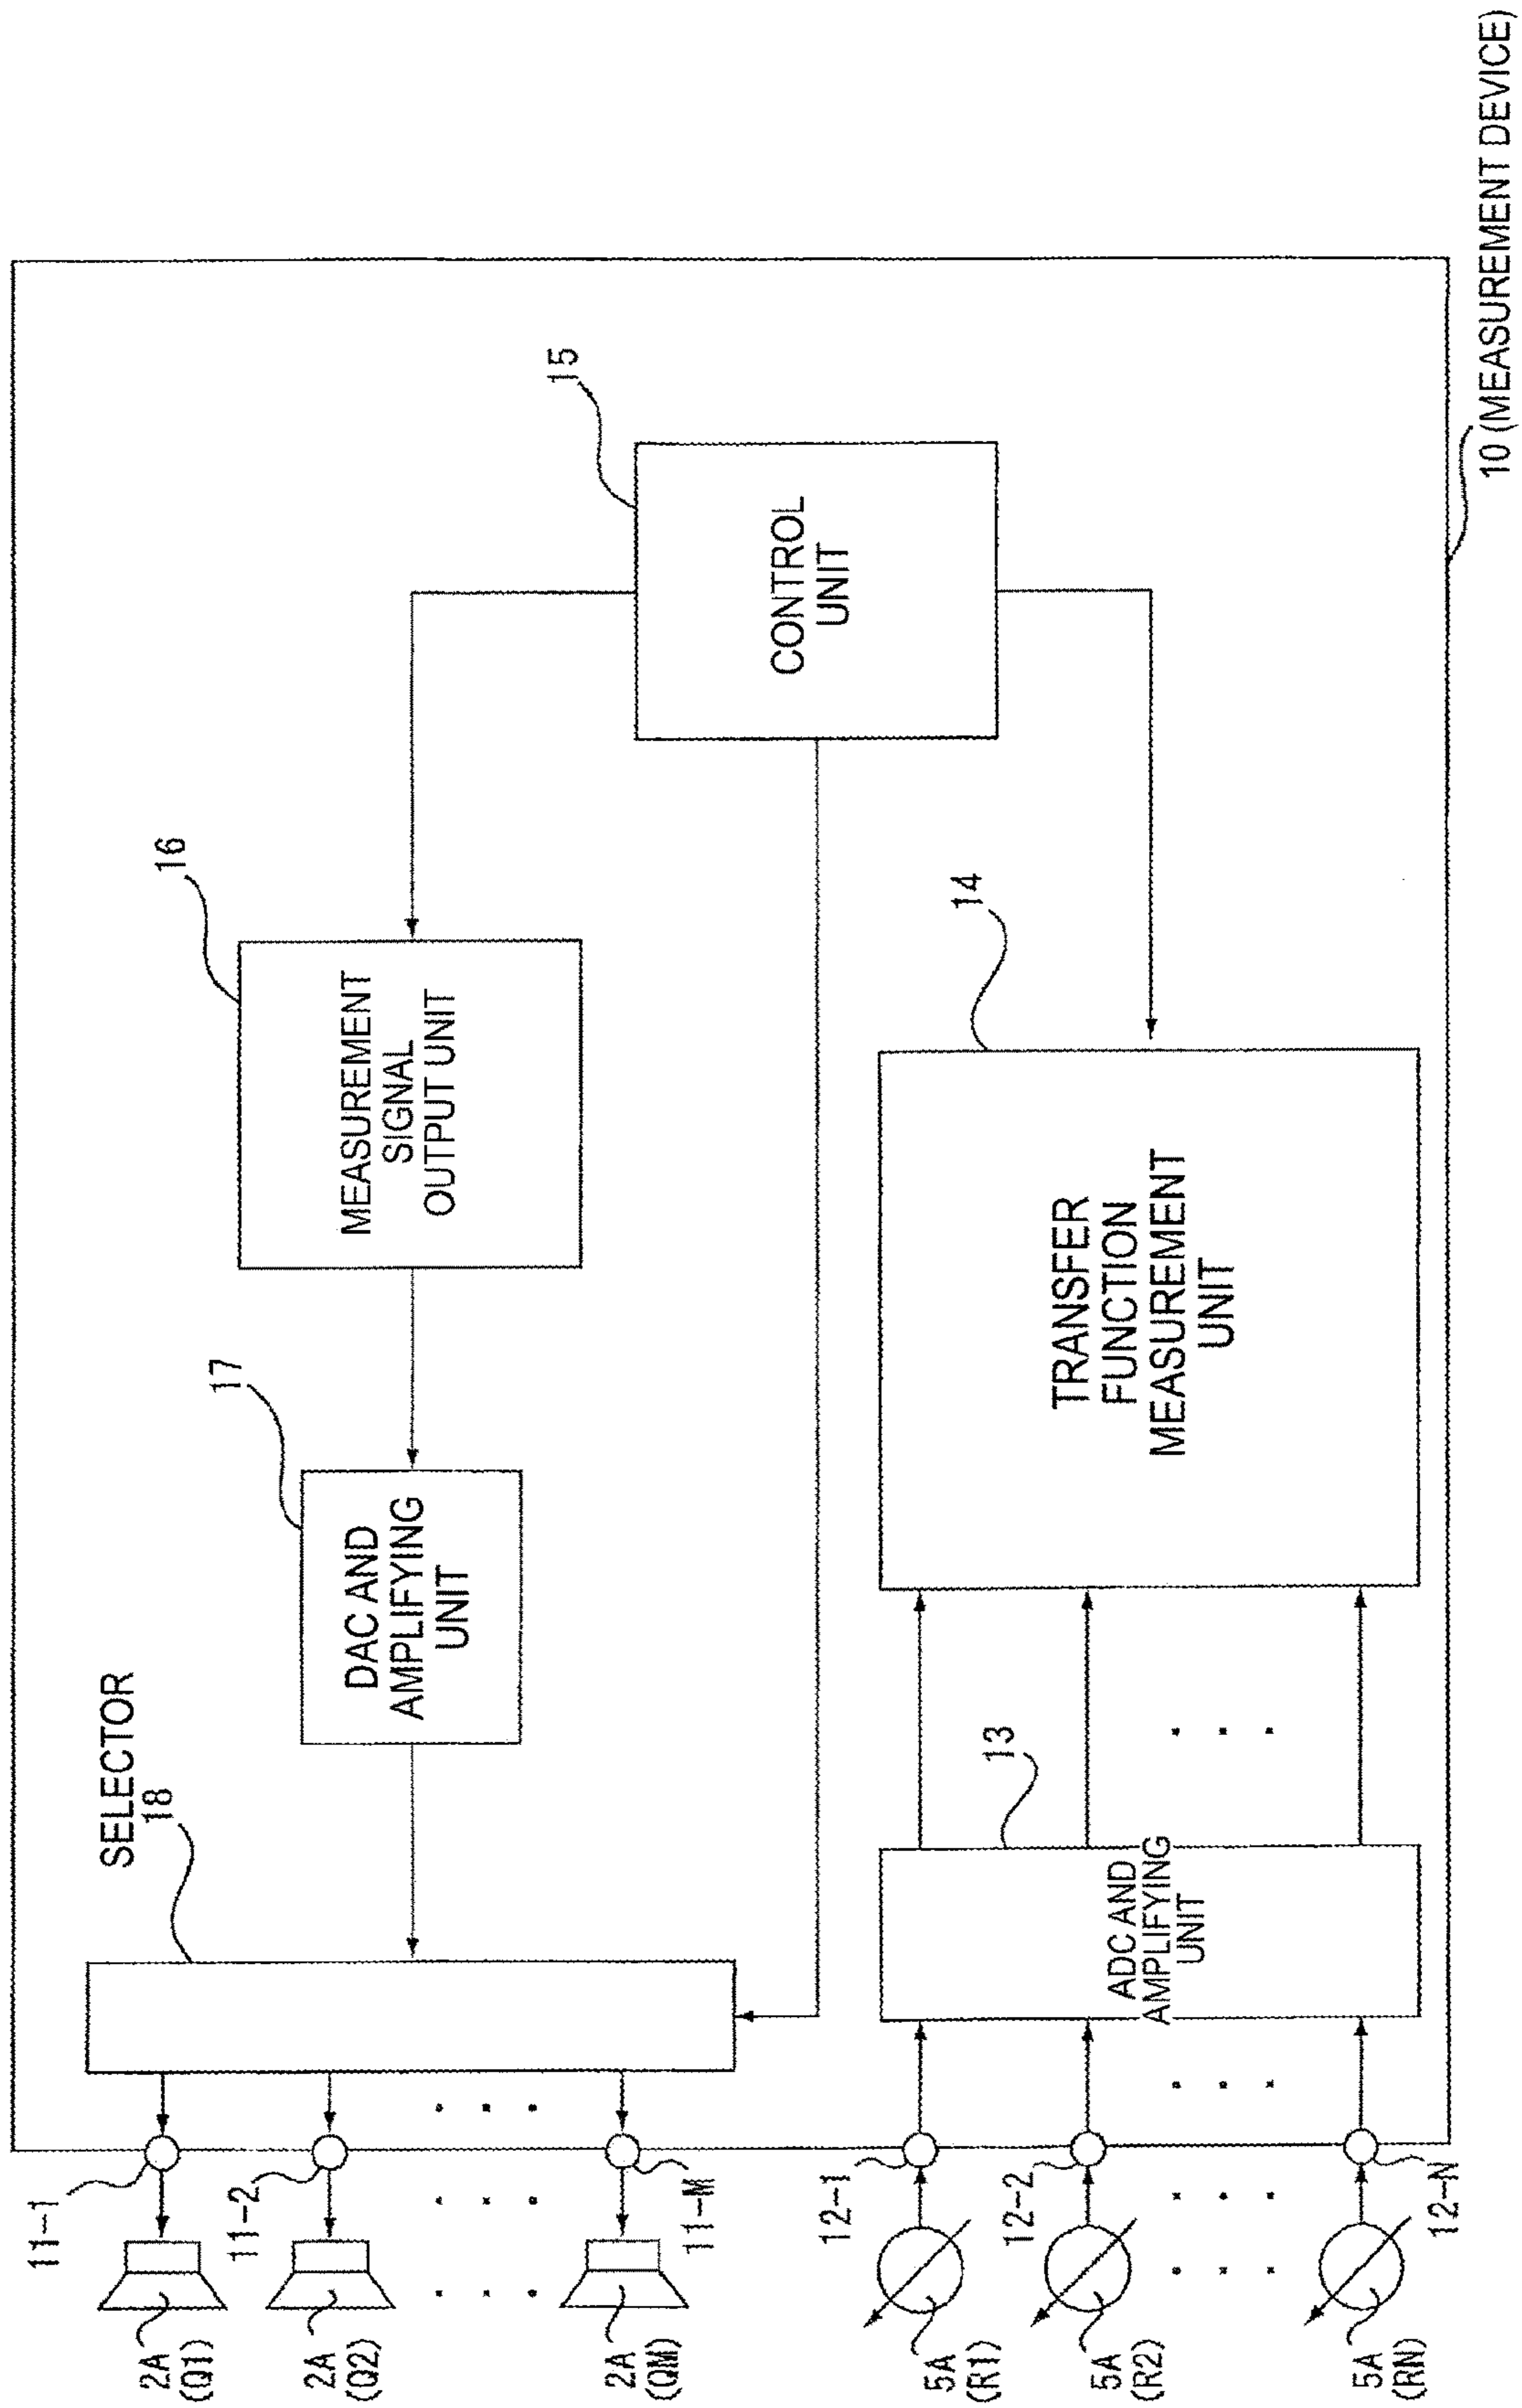 2A
(Q1)
11-1
2A
(Q2)
11-2
2A
(QM)
11-M
SELECTOR
18
17
DAC AND
AMPLIFYING
UNIT
16
MEASUREMENT
SIGNAL
OUTPUT UNIT
15
CONTROL
UNIT
5A
(R1)
12-1
5A
(R2)
12-2
5A
(RN)
12-N
13
ADC AND
AMPLIFYING
UNIT
14
TRANSFER
FUNCTION
MEASUREMENT
UNIT
10 (MEASUREMENT DEVICE)